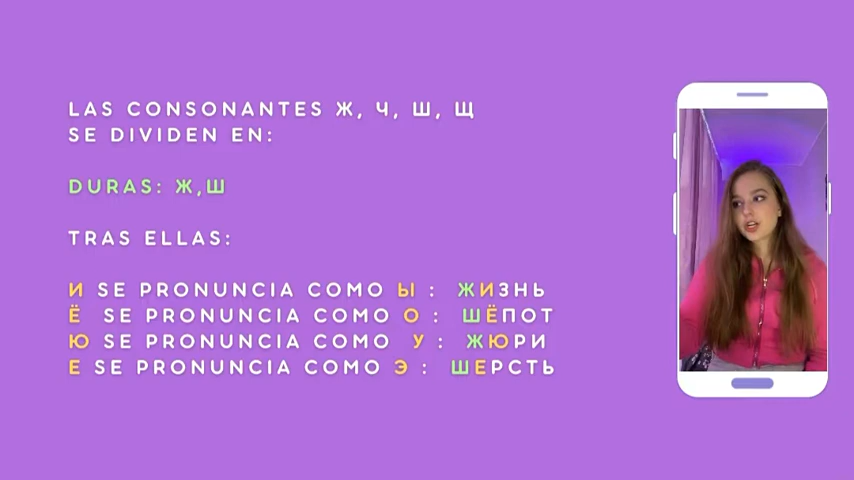 LAS CONSONANTES Ж, Ч, Ш, Щ
SE DIVIDEN EN:
DURAS: Ж,Ш
TRAS ELLAS:
И SE PRONUNCIA COMO Ы : ЖИЗНЬ
Ё SE PRONUNCIA COMO О : ШЁПОТ
Ю SE PRONUNCIA COMO У : ЖЮРИ
Е SE PRONUNCIA COMO Э : ШЕРСТЬ